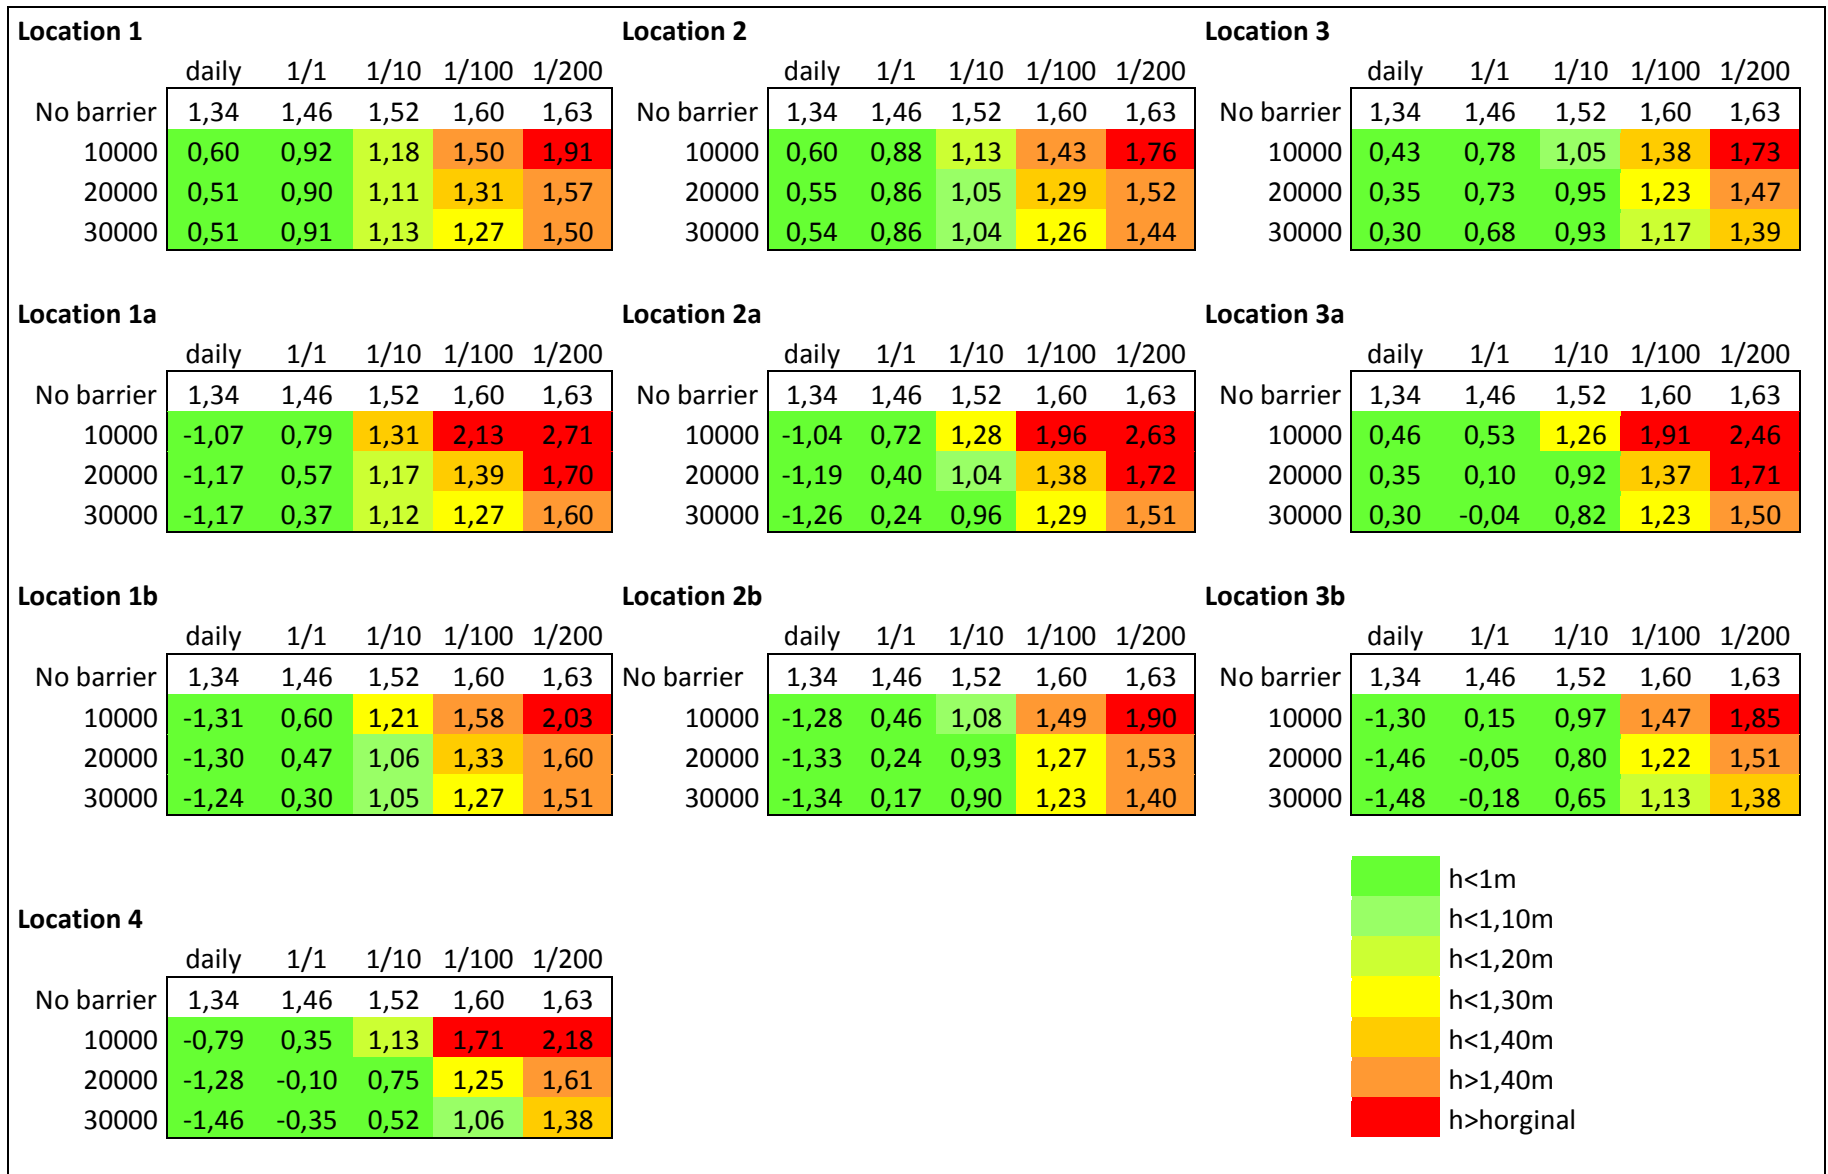 Location 1 Location 2 Location 3
daily 1/1 1/10 1/100 1/200 daily 1/1 1/10 1/100 1/200 daily 1/1 1/10 1/100 1/200
No barrier 1,34 1,46 1,52 1,60 1,63 No barrier 1,34 1,46 1,52 1,60 1,63 No barrier 1,34 1,46 1,52 1,60 1,63
10000 0,60 0,92 1,18 1,50 1,91 10000 0,60 0,88 1,13 1,43 1,76 10000 0,43 0,78 1,05 1,38 1,73
20000 0,51 0,90 1,11 1,31 1,57 20000 0,55 0,86 1,05 1,29 1,52 20000 0,35 0,73 0,95 1,23 1,47
30000 0,51 0,91 1,13 1,27 1,50 30000 0,54 0,86 1,04 1,26 1,44 30000 0,30 0,68 0,93 1,17 1,39
Location 1a Location 2a Location 3a
daily 1/1 1/10 1/100 1/200 daily 1/1 1/10 1/100 1/200 daily 1/1 1/10 1/100 1/200
No barrier 1,34 1,46 1,52 1,60 1,63 No barrier 1,34 1,46 1,52 1,60 1,63 No barrier 1,34 1,46 1,52 1,60 1,63
10000 -1,07 0,79 1,31 2,13 2,71 10000 -1,04 0,72 1,28 1,96 2,63 10000 0,46 0,53 1,26 1,91 2,46
20000 -1,17 0,57 1,17 1,39 1,70 20000 -1,19 0,40 1,04 1,38 1,72 20000 0,35 0,10 0,92 1,37 1,71
30000 -1,17 0,37 1,12 1,27 1,60 30000 -1,26 0,24 0,96 1,29 1,51 30000 0,30 -0,04 0,82 1,23 1,50
Location 1b Location 2b Location 3b
daily 1/1 1/10 1/100 1/200 daily 1/1 1/10 1/100 1/200 daily 1/1 1/10 1/100 1/200
No barrier 1,34 1,46 1,52 1,60 1,63 No barrier 1,34 1,46 1,52 1,60 1,63 No barrier 1,34 1,46 1,52 1,60 1,63
10000 -1,31 0,60 1,21 1,58 2,03 10000 -1,28 0,46 1,08 1,49 1,90 10000 -1,30 0,15 0,97 1,47 1,85
20000 -1,30 0,47 1,06 1,33 1,60 20000 -1,33 0,24 0,93 1,27 1,53 20000 -1,46 -0,05 0,80 1,22 1,51
30000 -1,24 0,30 1,05 1,27 1,51 30000 -1,34 0,17 0,90 1,23 1,40 30000 -1,48 -0,18 0,65 1,13 1,38
Location 4
daily 1/1 1/10 1/100 1/200
No barrier 1,34 1,46 1,52 1,60 1,63
10000 -0,79 0,35 1,13 1,71 2,18
20000 -1,28 -0,10 0,75 1,25 1,61
30000 -1,46 -0,35 0,52 1,06 1,38
h<1m
h<1,10m
h<1,20m
h<1,30m
h<1,40m
h>1,40m
h>horginal